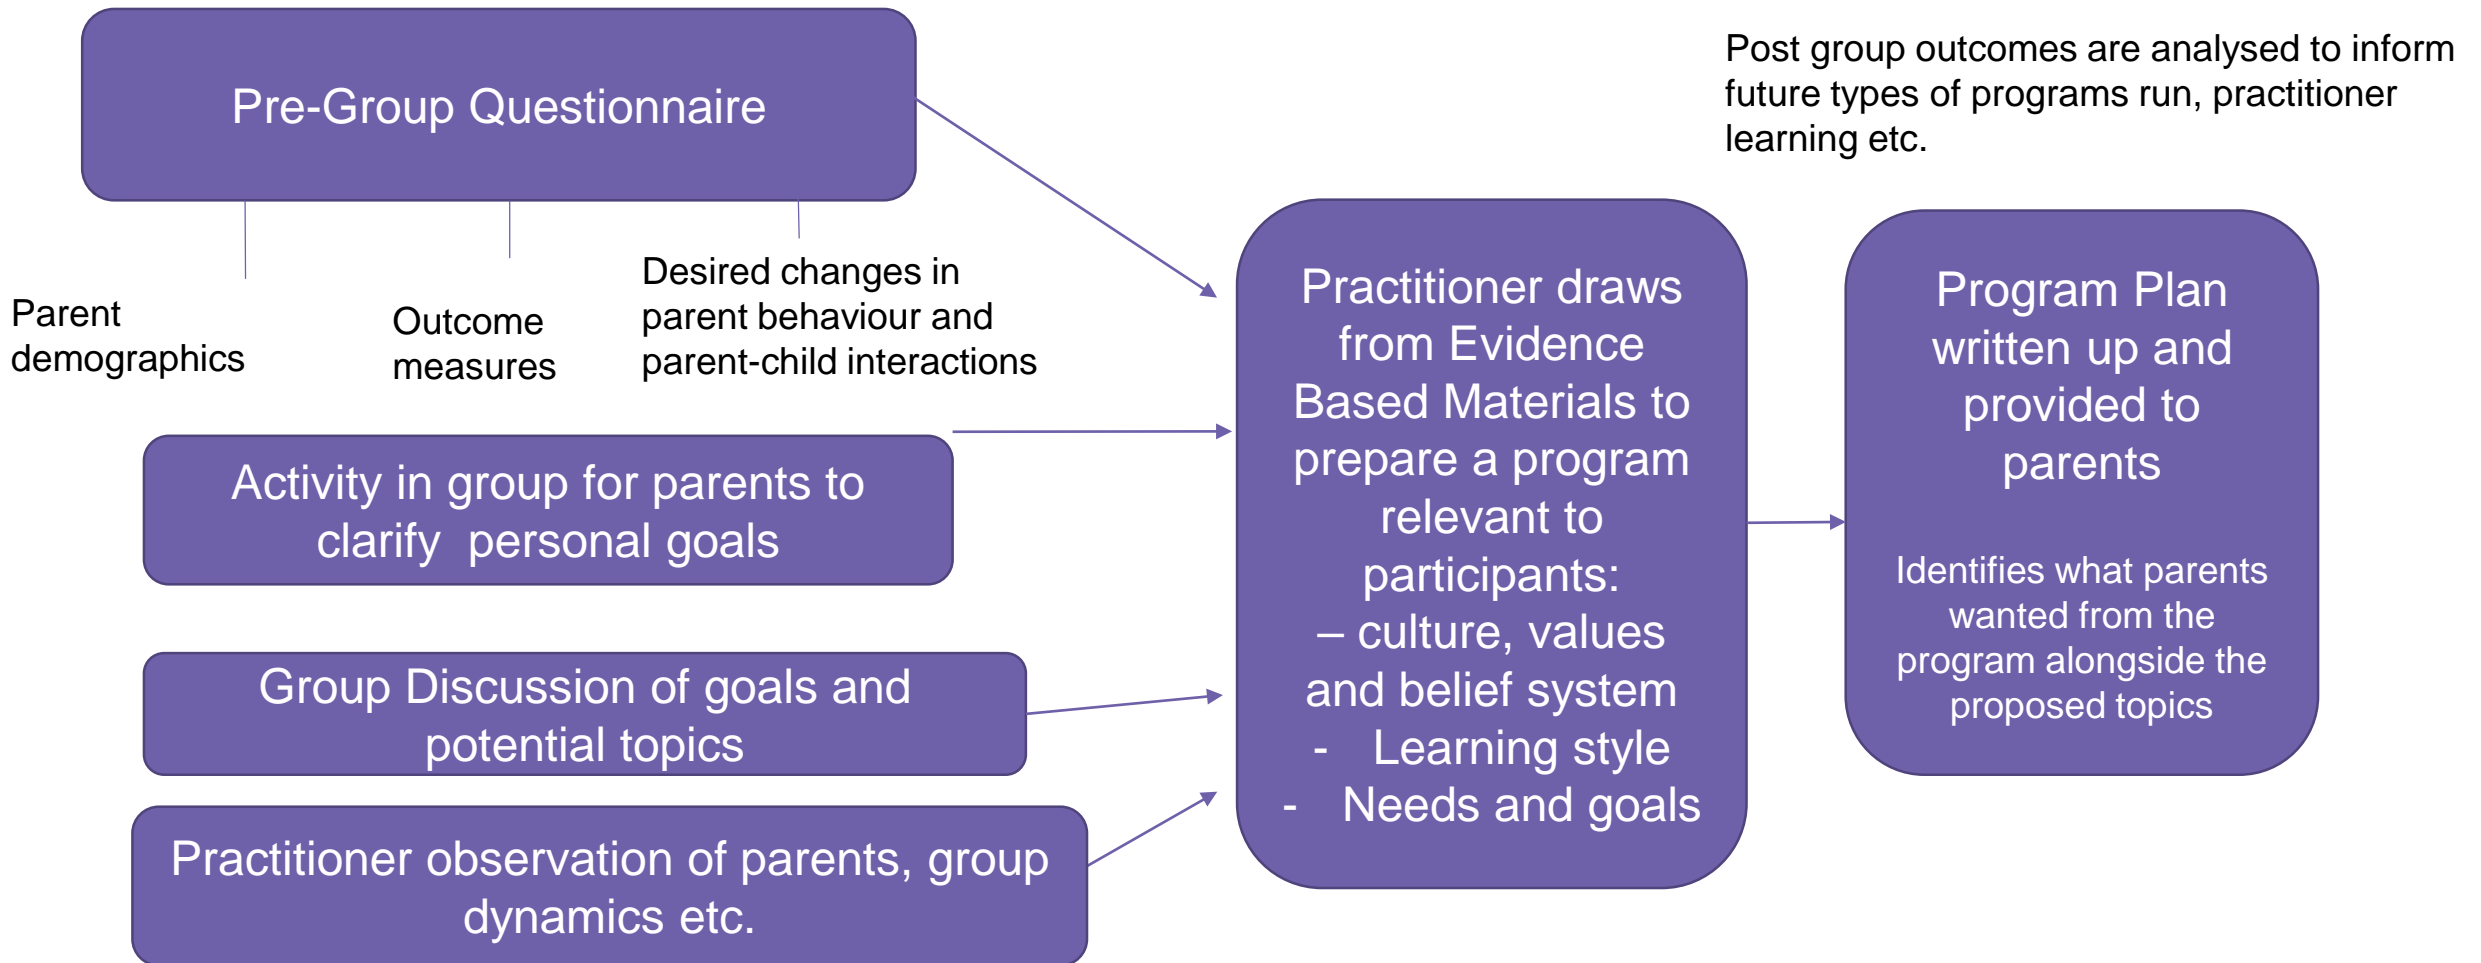 Pre-Group Questionnaire
Parent
demographics
Outcome
measures
Desired changes in
parent behaviour and
parent-child interactions
Activity in group for parents to
clarify  personal goals
Group Discussion of goals and
potential topics
Practitioner observation of parents, group
dynamics etc.
Practitioner draws
from Evidence
Based Materials to
prepare a program
relevant to
participants:
– culture, values
and belief system
- Learning style
- Needs and goals
Post group outcomes are analysed to inform
future types of programs run, practitioner
learning etc.
Program Plan
written up and
provided to
parents
Identifies what parents
wanted from the
program alongside the
proposed topics